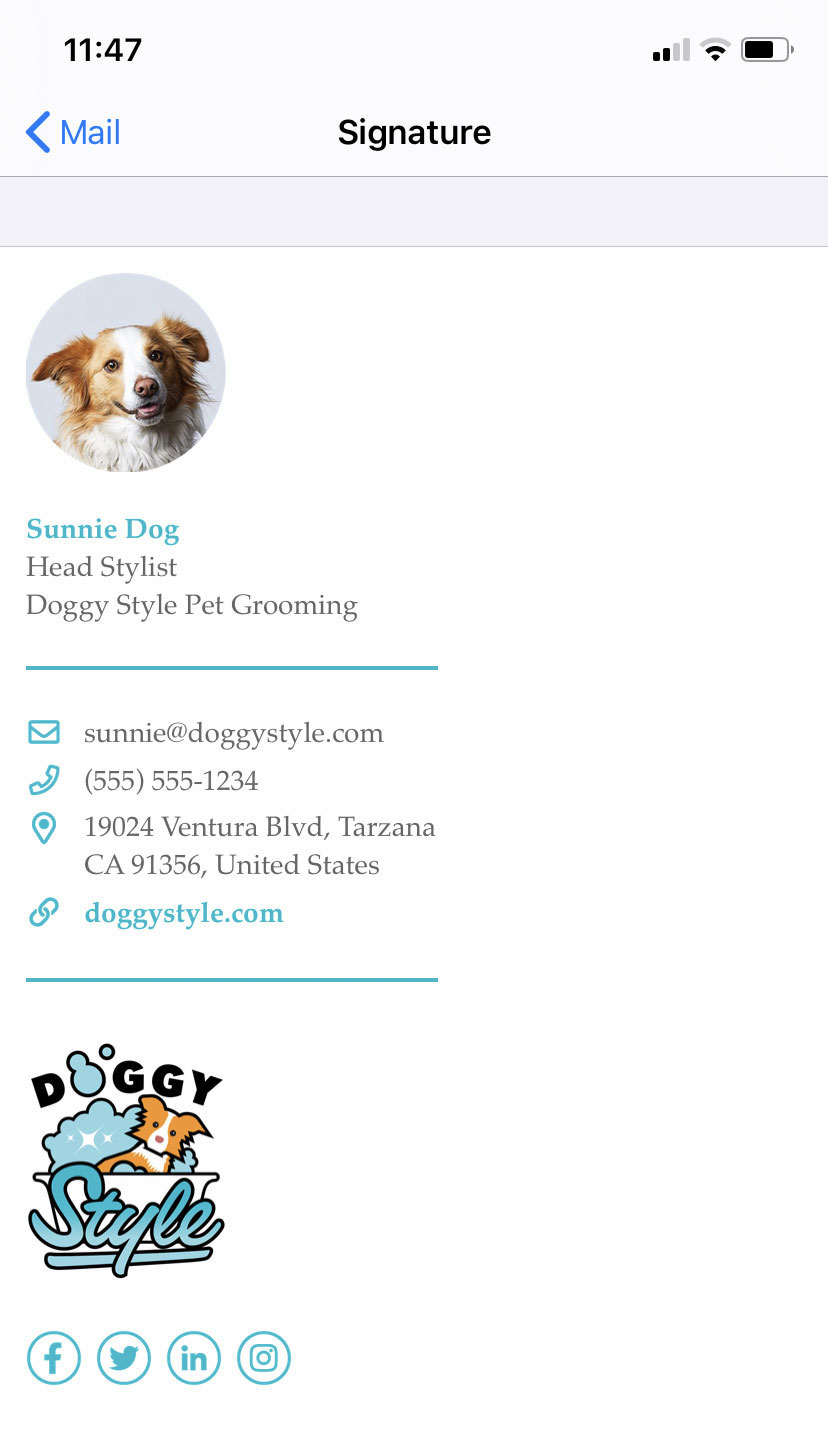 11:47
Mail
Signature
Sunnie Dog
Head Stylist
Doggy Style Pet Grooming
sunnie@doggystyle.com
(555) 555-1234
19024 Ventura Blvd, Tarzana
CA 91356, United States
doggystyle.com
DOGGY
Style
f
in